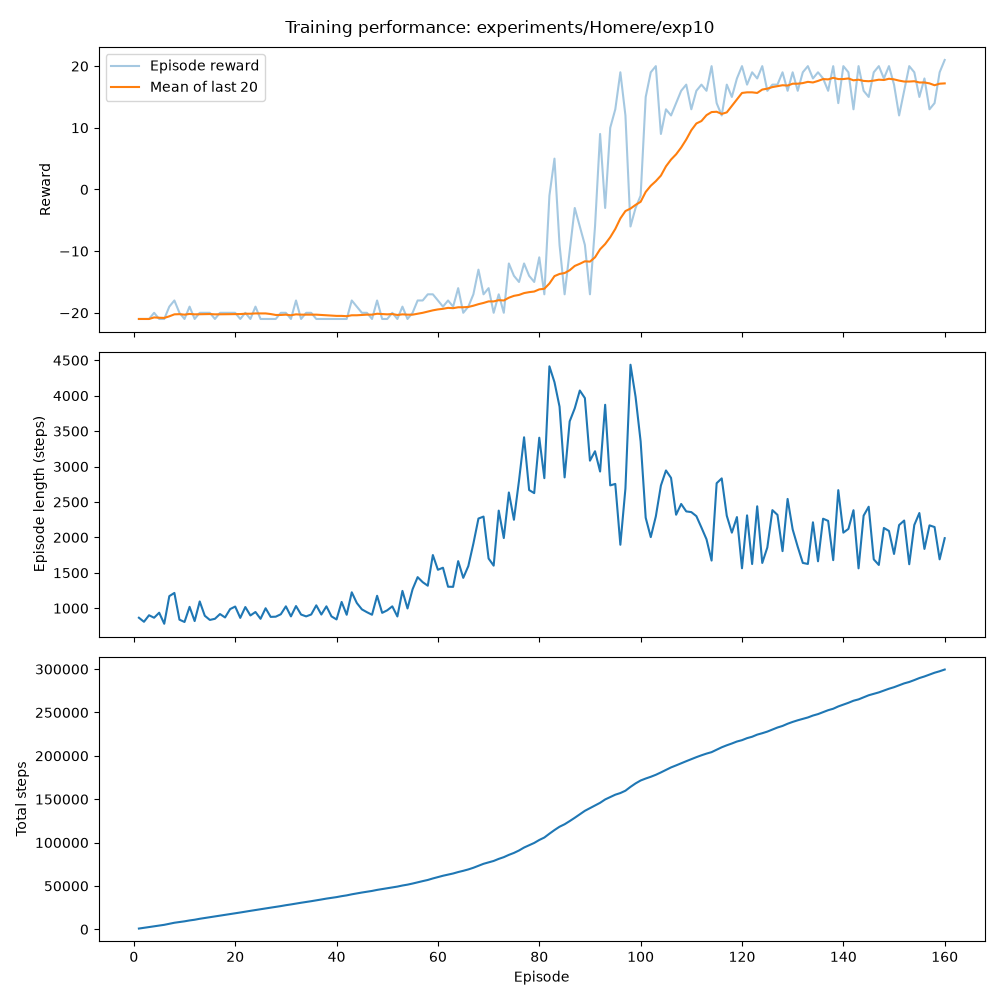 Training performance: experiments/Homere/exp10
Episode reward
Mean of last 20
20
10
0
−10
−20
Reward
4500
4000
3500
3000
2500
2000
1500
1000
Episode length (steps)
300000
250000
200000
150000
100000
50000
0
Total steps
0 20 40 60 80 100 120 140 160
Episode